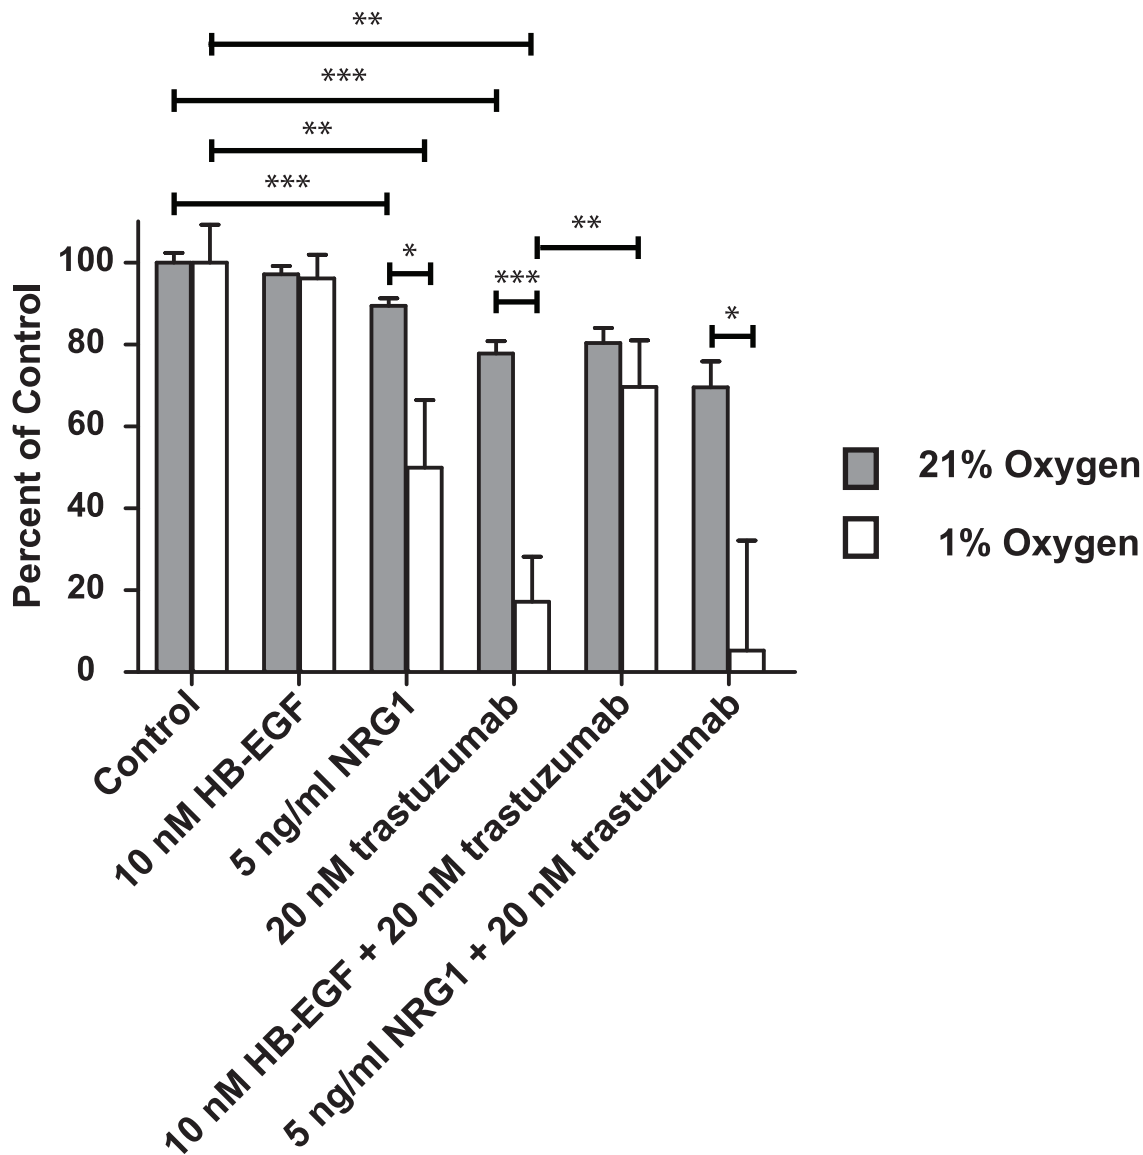 **
***
**
***
**
*
***
*
100
80
60
40
20
0
Percent of Control
21% Oxygen
1% Oxygen
Control
10 nM HB-EGF
5 ng/ml NRG1
20 nM trastuzumab
10 nM HB-EGF + 20 nM trastuzumab
5 ng/ml NRG1 + 20 nM trastuzumab